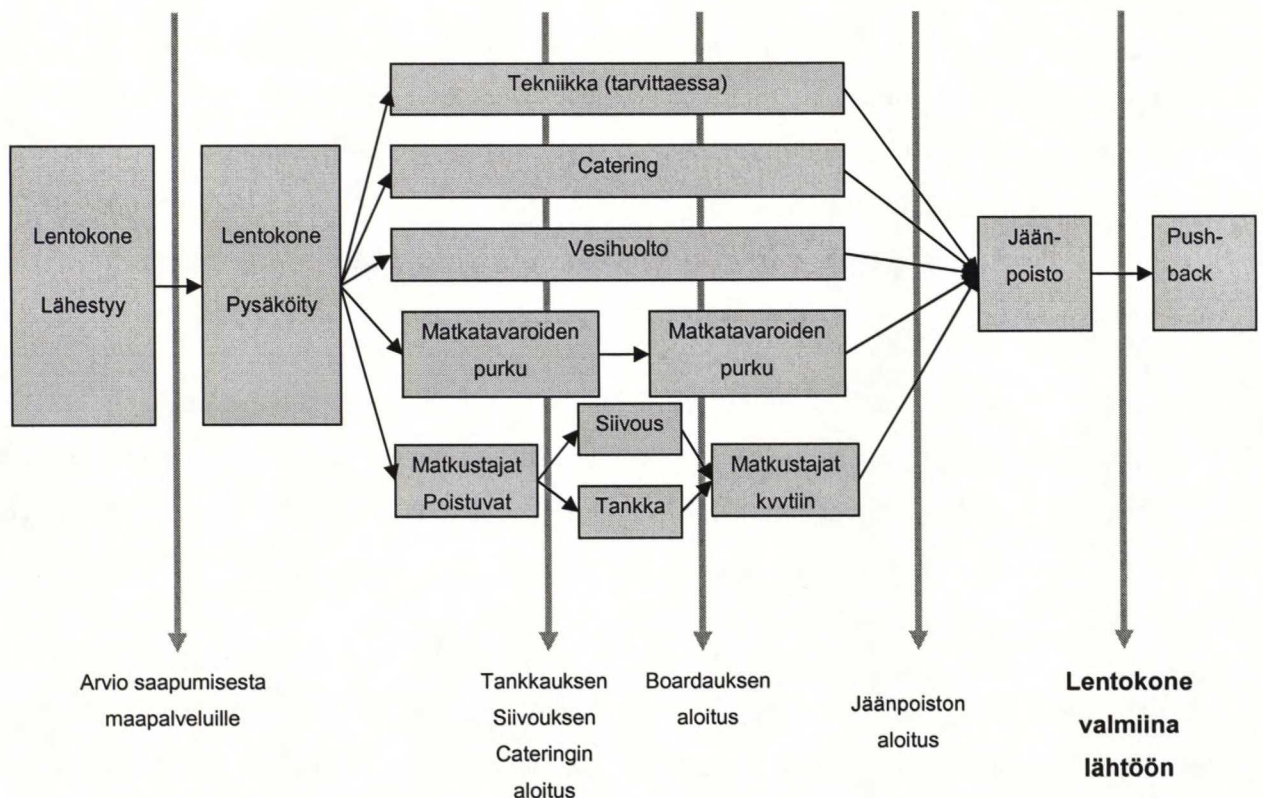 Tekniikka (tarvittaessa)
Catering
Vesihuolto
Lentokone
Lähestyy
Lentokone
Pysäköity
Matkatavaroiden
purku
Matkatavaroiden
purku
Siivous
Tankka
Matkustajat
Poistuvat
Matkustajat
kvvtiin
Jään-
poisto
Push-
back
Arvio saapumisesta
maapalveluille
Tankkauksen
Siivouksen
Cateringin
aloitus
Boardauksen
aloitus
Jäänpoiston
aloitus
Lentokone
valmiina
lähtöön